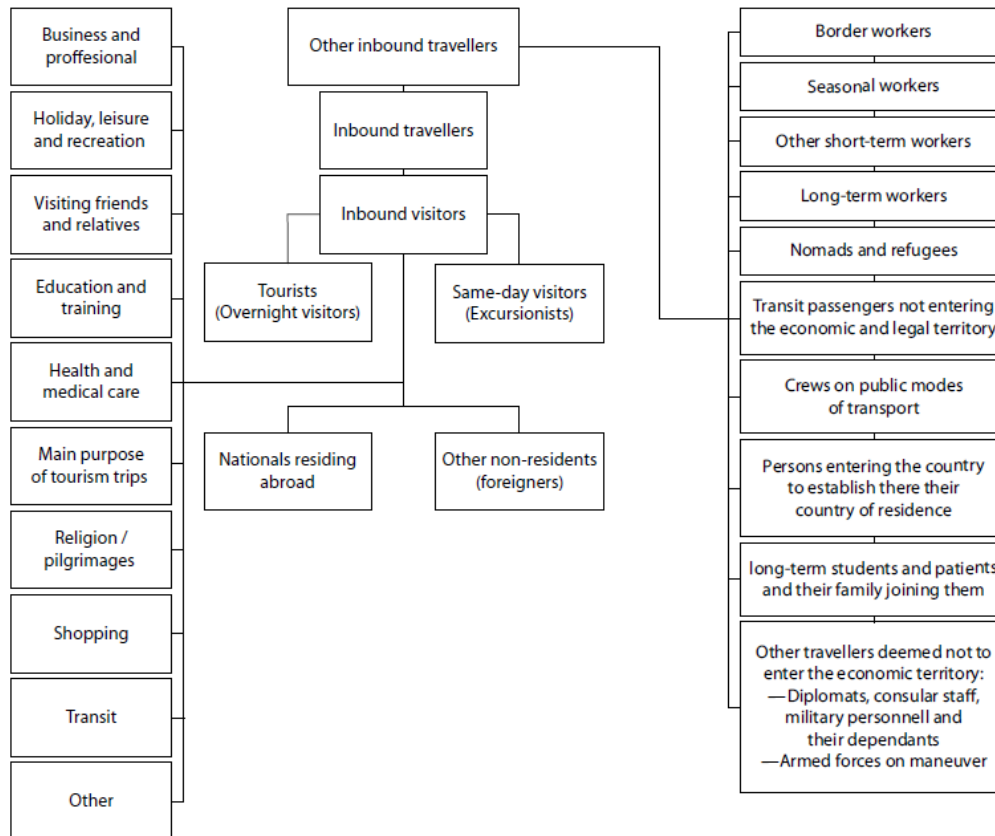 Business and
proffesional
Holiday, leisure
and recreation
Visiting friends
and relatives
Education and
training
Health and
medical care
Main purpose
of tourism trips
Religion /
pilgrimages
Shopping
Transit
Other
Other inbound travellers
Inbound travellers
Inbound visitors
Tourists
(Overnight visitors)
Same-day visitors
(Excursionists)
Nationals residing
abroad
Other non-residents
(foreigners)
Border workers
Seasonal workers
Other short-term workers
Long-term workers
Nomads and refugees
Transit passengers not entering
the economic and legal territory
Crews on public modes
of transport
Persons entering the country
to establish there their
country of residence
long-term students and patients
and their family joining them
Other travellers deemed not to
enter the economic territory:
—Diplomats, consular staff,
military personnell and
their dependants
—Armed forces on maneuver